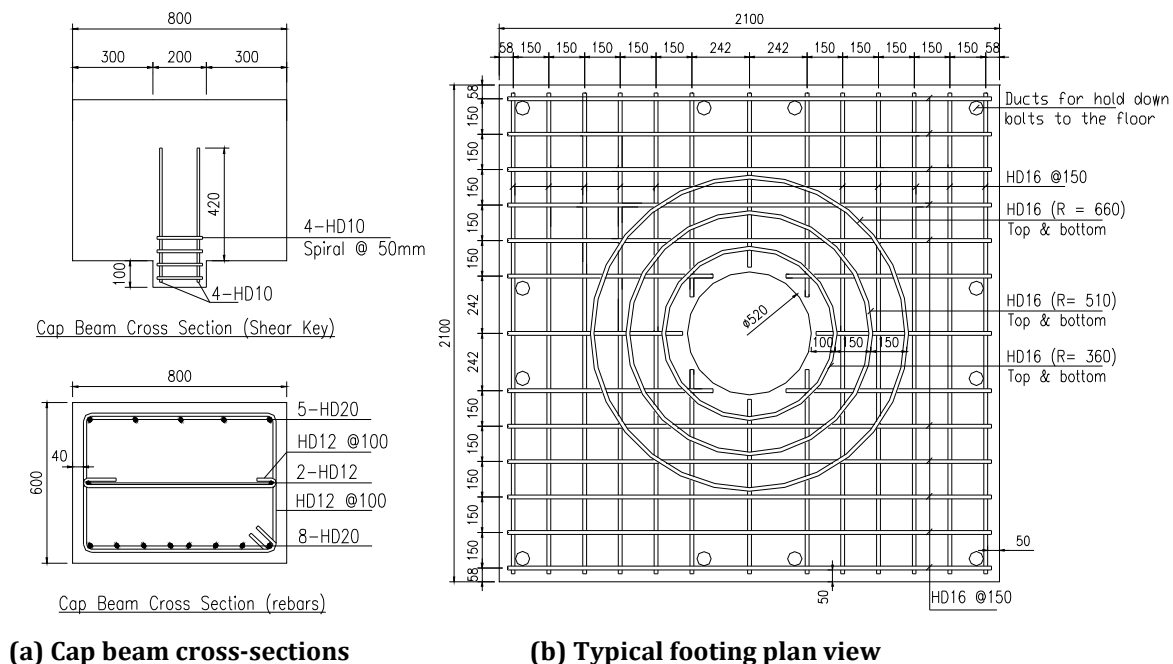 800
300 200 300
420
100
4-HD10
Spiral @ 50mm
4-HD10
Cap Beam Cross Section (Shear Key)
800
600
40
5-HD20
HD12 @100
2-HD12
HD12 @100
8-HD20
Cap Beam Cross Section (rebars)
(a) Cap beam cross-sections
2100
58 150 150 150 150 150 242 242 150 150 150 150 150 58
2100
58
150
150
150
150
150
242
242
150
150
150
150
150
58
Ducts for hold down
bolts to the floor
HD16 @150
HD16 (R = 660)
Top & bottom
HD16 (R= 510)
Top & bottom
HD16 (R= 360)
Top & bottom
ø520
100 150 150
50
50
HD16 @150
(b) Typical footing plan view